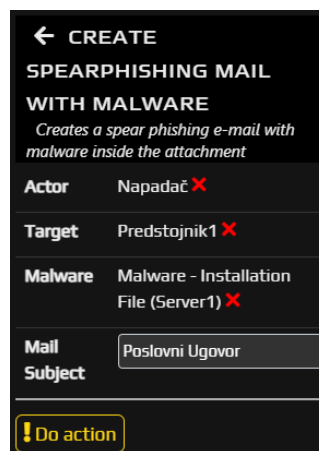 ← CREATE
SPEARPHISHING MAIL
WITH MALWARE
Creates a spear phishing e-mail with
malware inside the attachment
Actor Napadač ×
Target Predstojnik1 ×
Malware Malware - Installation
File (Server1) ×
Mail
Subject Poslovni Ugovor
! Do action